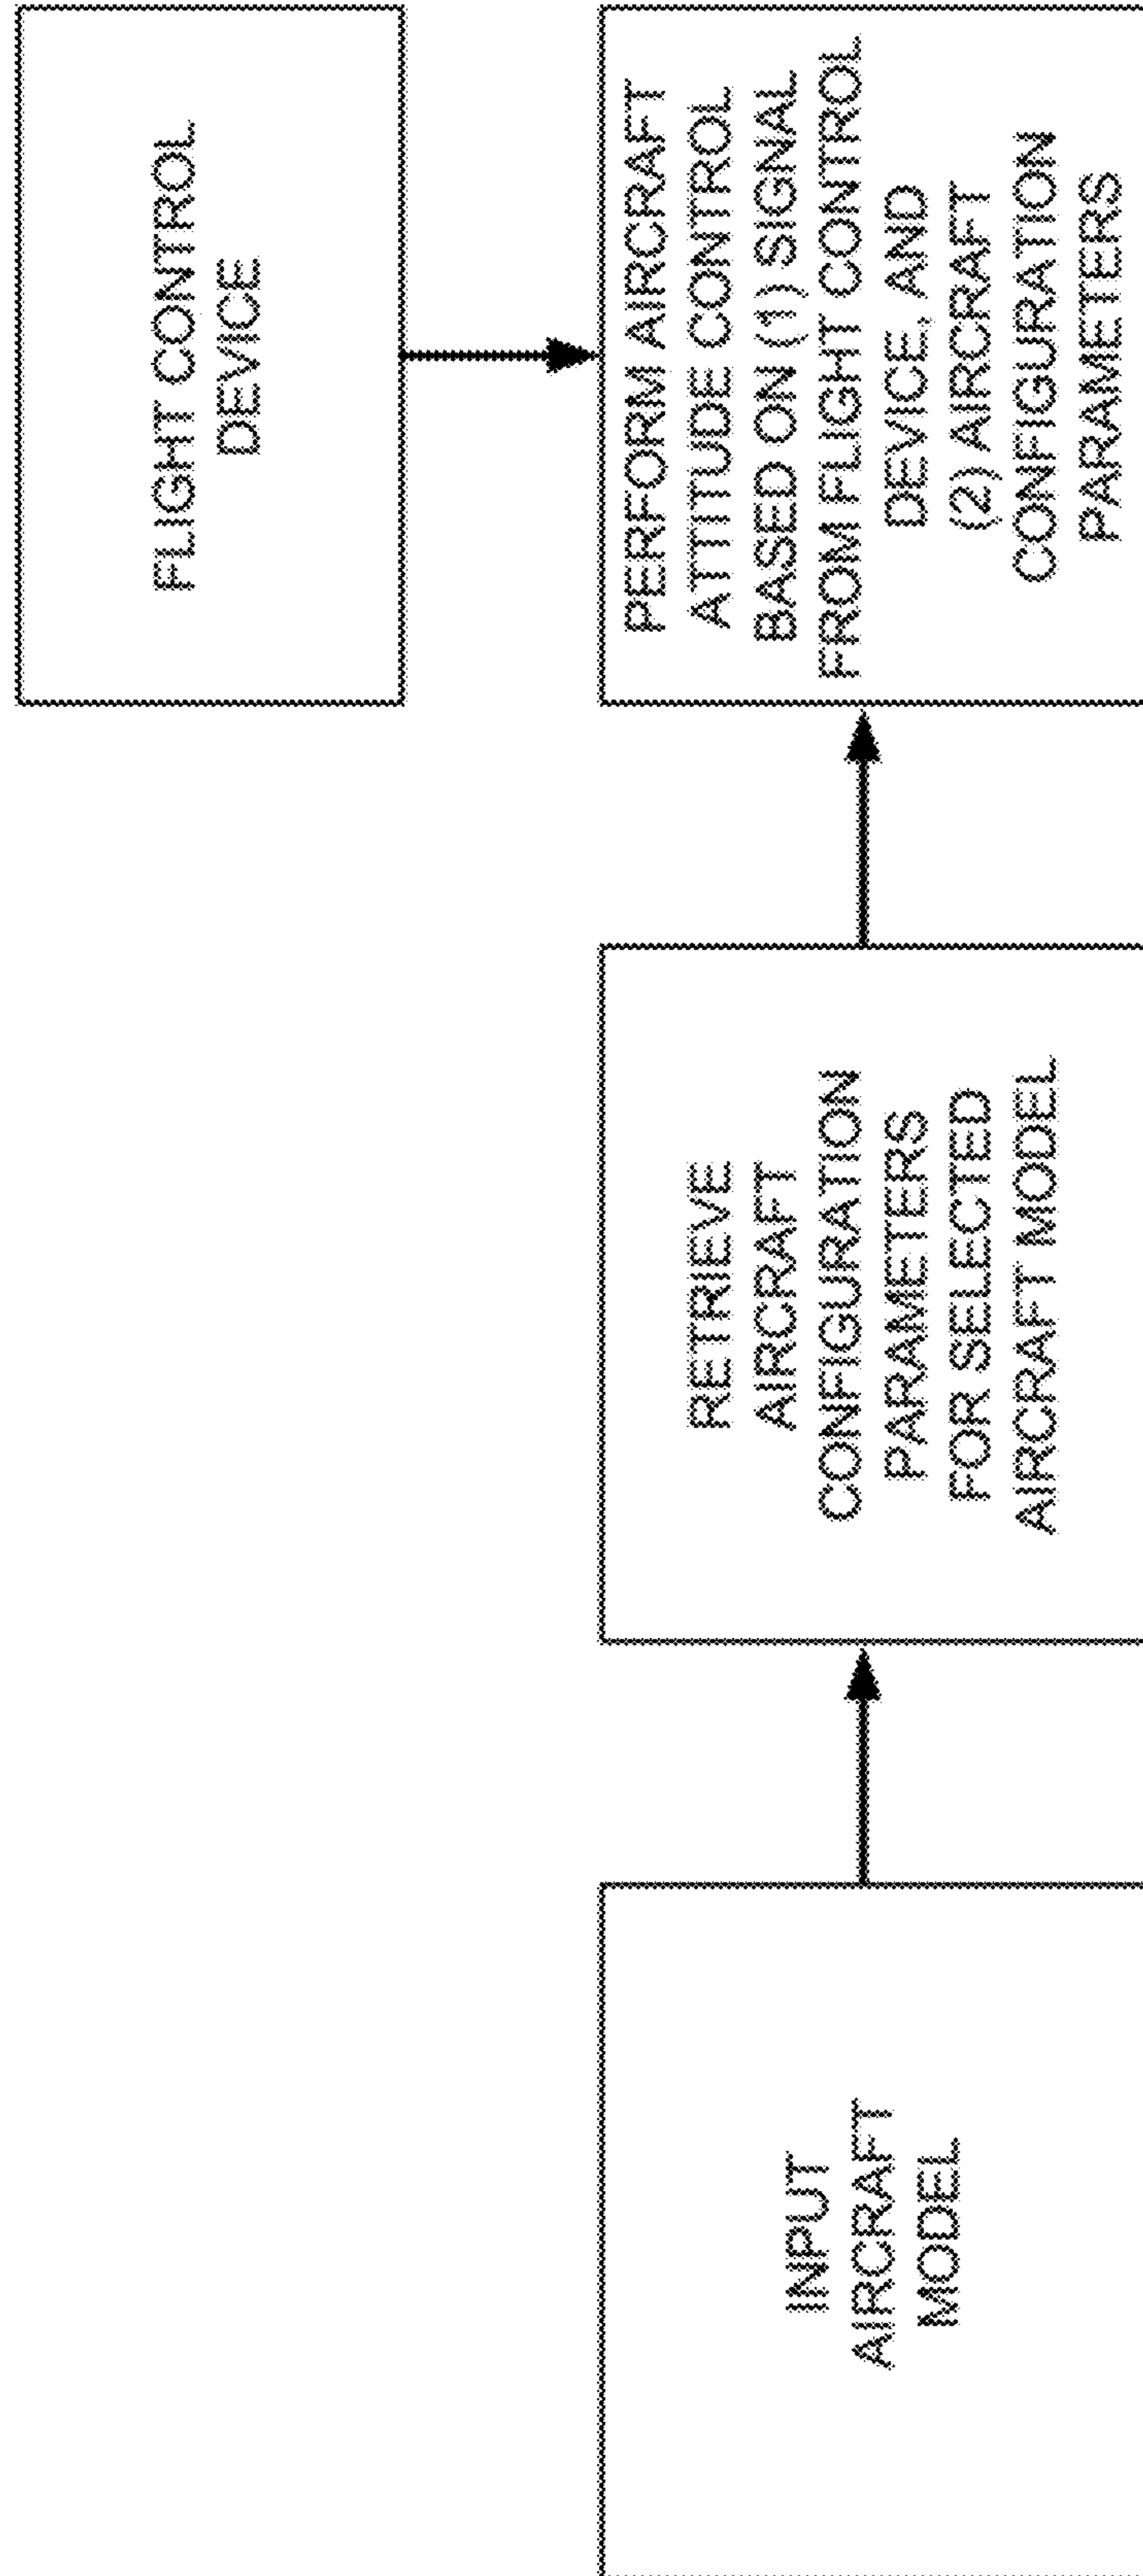 FLIGHT CONTROL
DEVICE
INPUT
AIRCRAFT
MODEL
RETRIEVE
AIRCRAFT
CONFIGURATION
PARAMETERS
FOR SELECTED
AIRCRAFT MODEL
PERFORM AIRCRAFT
ATTITUDE CONTROL
BASED ON (1) SIGNAL
FROM FLIGHT CONTROL
DEVICE, AND
(2) AIRCRAFT
CONFIGURATION
PARAMETERS